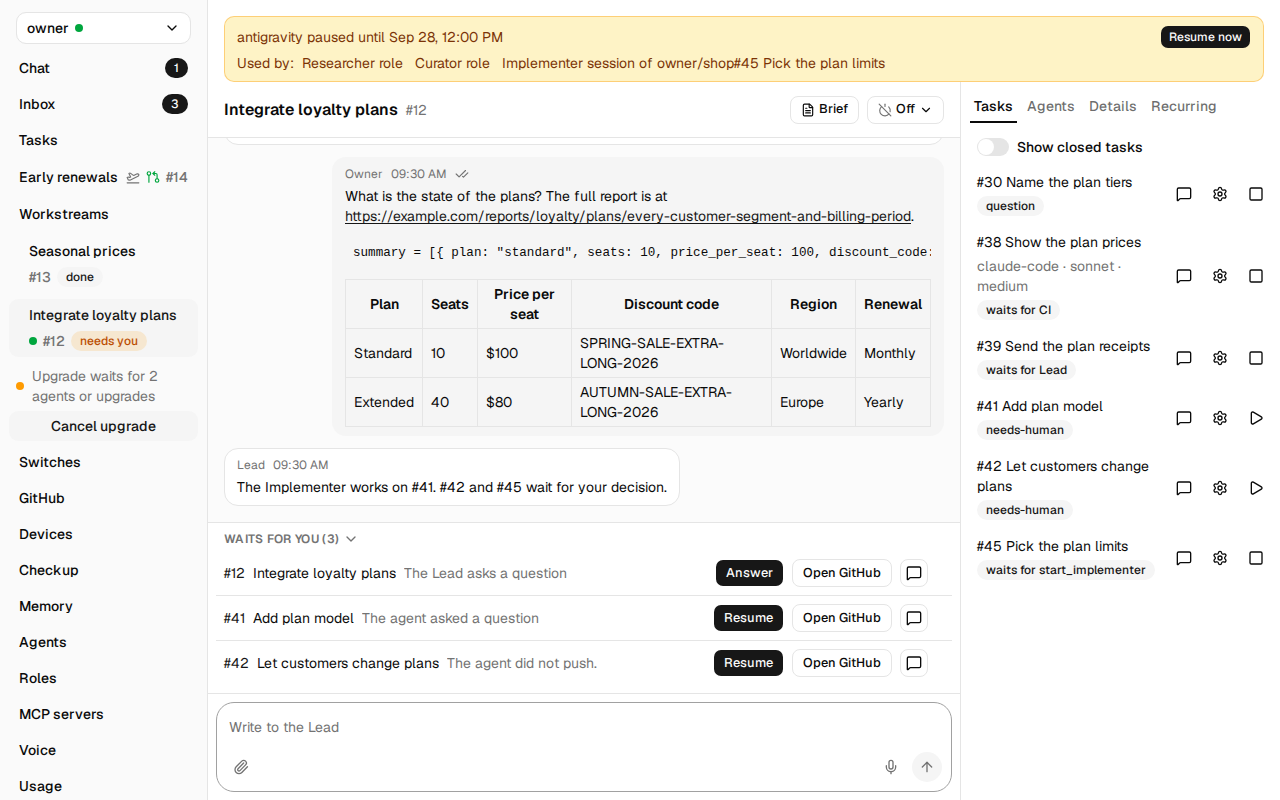 owner
Chat 1
Inbox 3
Tasks
Early renewals #14
Workstreams
Seasonal prices
#13 done
Integrate loyalty plans
#12 needs you
Upgrade waits for 2
agents or upgrades
Cancel upgrade
Switches
GitHub
Devices
Checkup
Memory
Agents
Roles
MCP servers
Voice
Usage
antigravity paused until Sep 28, 12:00 PM
Resume now
Used by: Researcher role Curator role Implementer session of owner/shop#45 Pick the plan limits
Integrate loyalty plans #12
Brief
Off
Owner 09:30 AM
What is the state of the plans? The full report is at
https://example.com/reports/loyalty/plans/every-customer-segment-and-billing-period.
summary = [{ plan: "standard", seats: 10, price_per_seat: 100, discount_code:
Plan Seats Price per seat Discount code Region Renewal
Standard 10 $100 SPRING-SALE-EXTRA-LONG-2026 Worldwide Monthly
Extended 40 $80 AUTUMN-SALE-EXTRA-LONG-2026 Europe Yearly
Lead 09:30 AM
The Implementer works on #41. #42 and #45 wait for your decision.
WAITS FOR YOU (3)
#12 Integrate loyalty plans The Lead asks a question Answer Open GitHub
#41 Add plan model The agent asked a question Resume Open GitHub
#42 Let customers change plans The agent did not push. Resume Open GitHub
Write to the Lead
Tasks Agents Details Recurring
Show closed tasks
#30 Name the plan tiers
question
#38 Show the plan prices
claude-code · sonnet ·
medium
waits for CI
#39 Send the plan receipts
waits for Lead
#41 Add plan model
needs-human
#42 Let customers change
plans
needs-human
#45 Pick the plan limits
waits for start_implementer